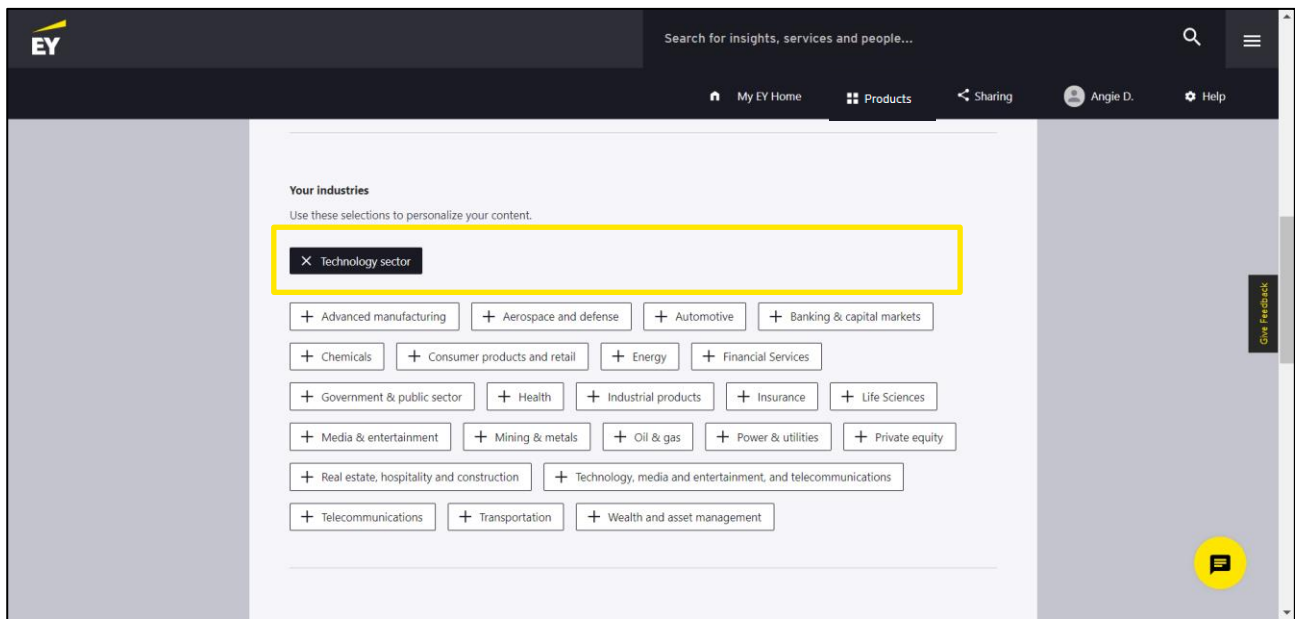 EY
Search for insights, services and people...
My EY Home Products Sharing Angie D. Help
Your industries
Use these selections to personalize your content.
Technology sector
Advanced manufacturing Aerospace and defense Automotive Banking & capital markets
Chemicals Consumer products and retail Energy Financial Services
Government & public sector Health Industrial products Insurance Life Sciences
Media & entertainment Mining & metals Oil & gas Power & utilities Private equity
Real estate, hospitality and construction Technology, media and entertainment, and telecommunications
Telecommunications Transportation Wealth and asset management
Give Feedback